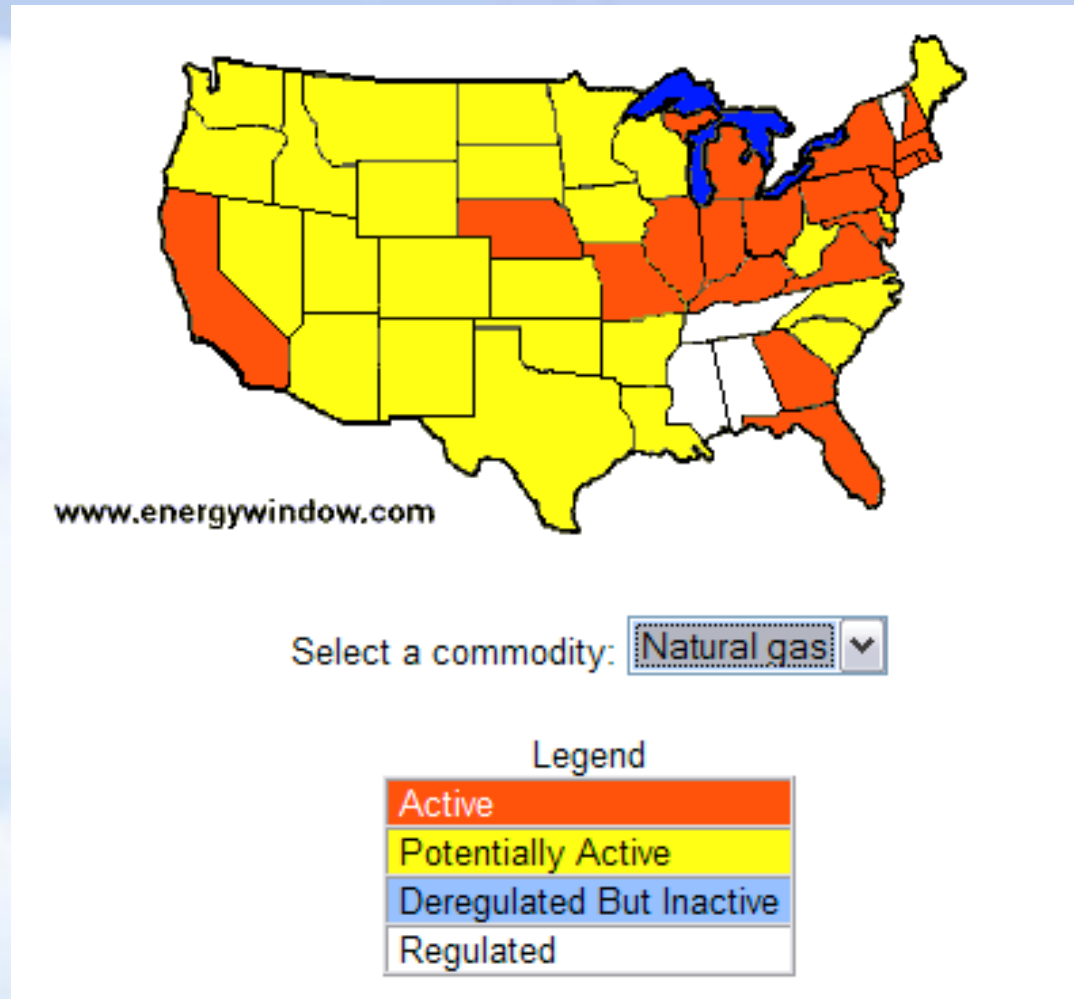 www.energywindow.com
Select a commodity: Natural gas
Legend
Active
Potentially Active
Deregulated But Inactive
Regulated